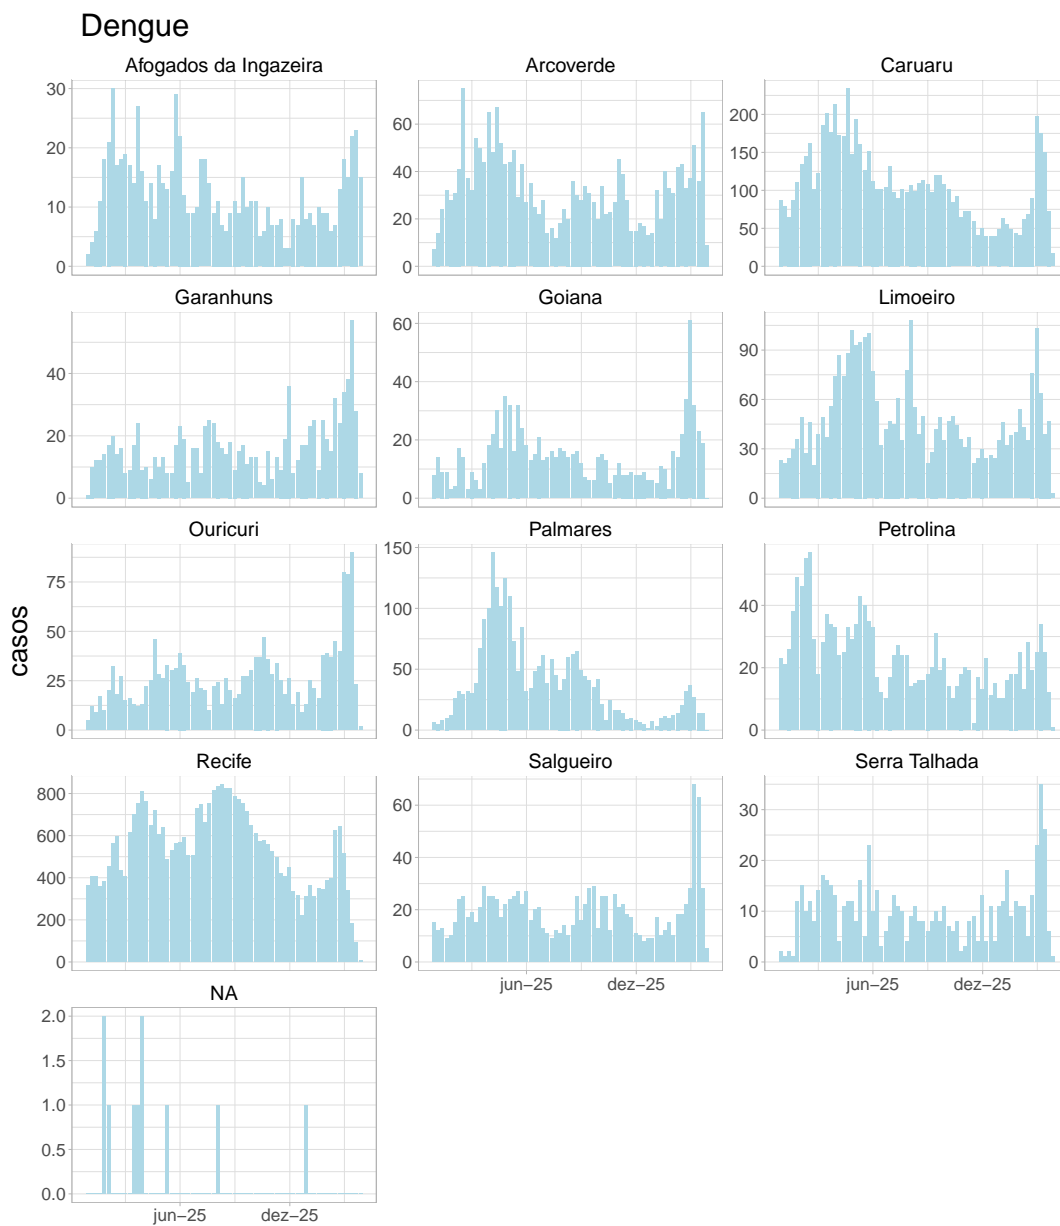 Dengue
Afogados da Ingazeira
Arcoverde
Caruaru
30
20
10
0
60
40
20
0
200
150
100
50
0
Garanhuns
Goiana
Limoeiro
40
20
0
60
40
20
0
90
60
30
0
Ouricuri
Palmares
Petrolina
75
50
25
0
150
100
50
0
40
20
0
casos
Recife
Salgueiro
Serra Talhada
800
600
400
200
0
60
40
20
0
30
20
10
0
jun−25
dez−25
jun−25
dez−25
NA
2.0
1.5
1.0
0.5
0.0
jun−25
dez−25